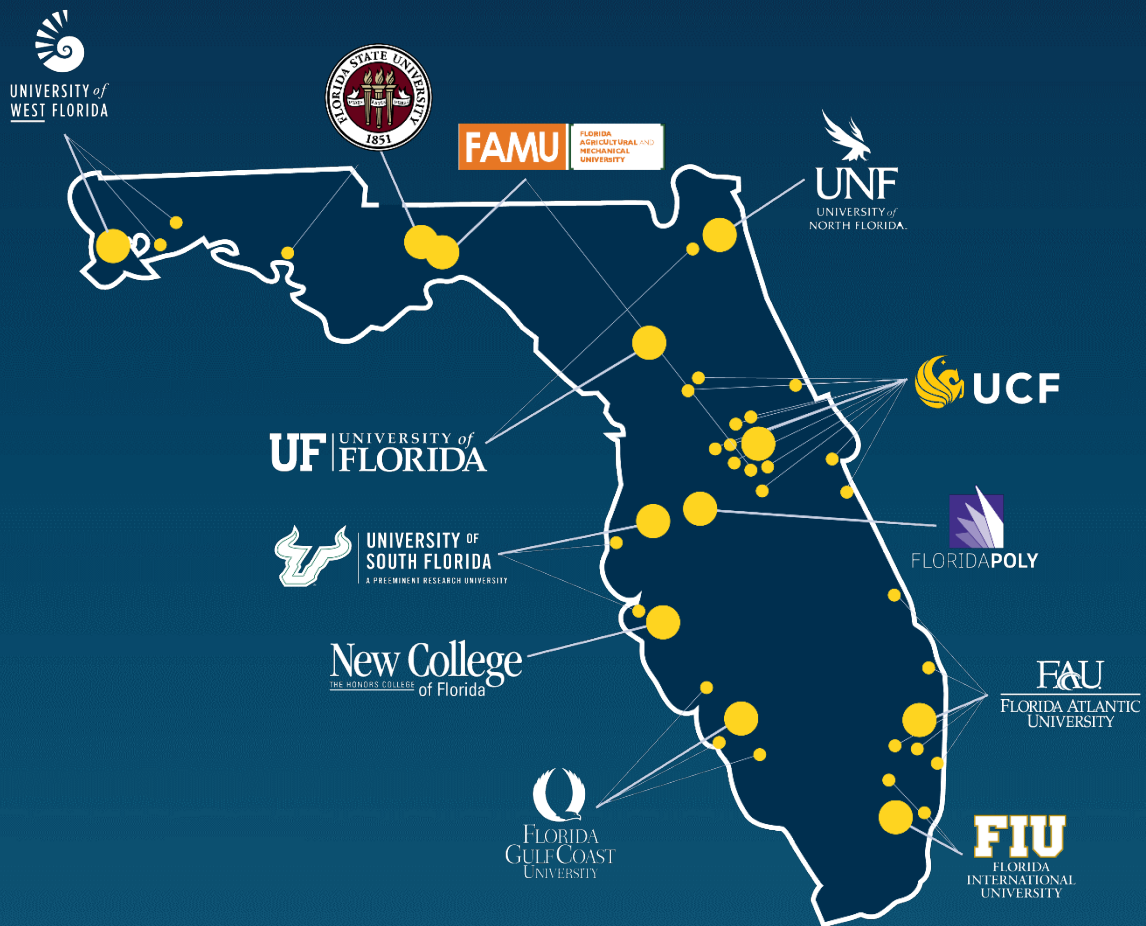 UNIVERSITY of
WEST FLORIDA
FLORIDA STATE UNIVERSITY
1851
FAMU
FLORIDA
AGRICULTURAL AND
MECHANICAL
UNIVERSITY
UNF
UNIVERSITY of
NORTH FLORIDA.
UCF
UF
UNIVERSITY of
FLORIDA
FLORIDAPOLY
UNIVERSITY OF
SOUTH FLORIDA
A PREEMINENT RESEARCH UNIVERSITY
New College
THE HONORS COLLEGE
of Florida
FAU
FLORIDA ATLANTIC
UNIVERSITY
FLORIDA
GULF COAST
UNIVERSITY
FIU
FLORIDA
INTERNATIONAL
UNIVERSITY